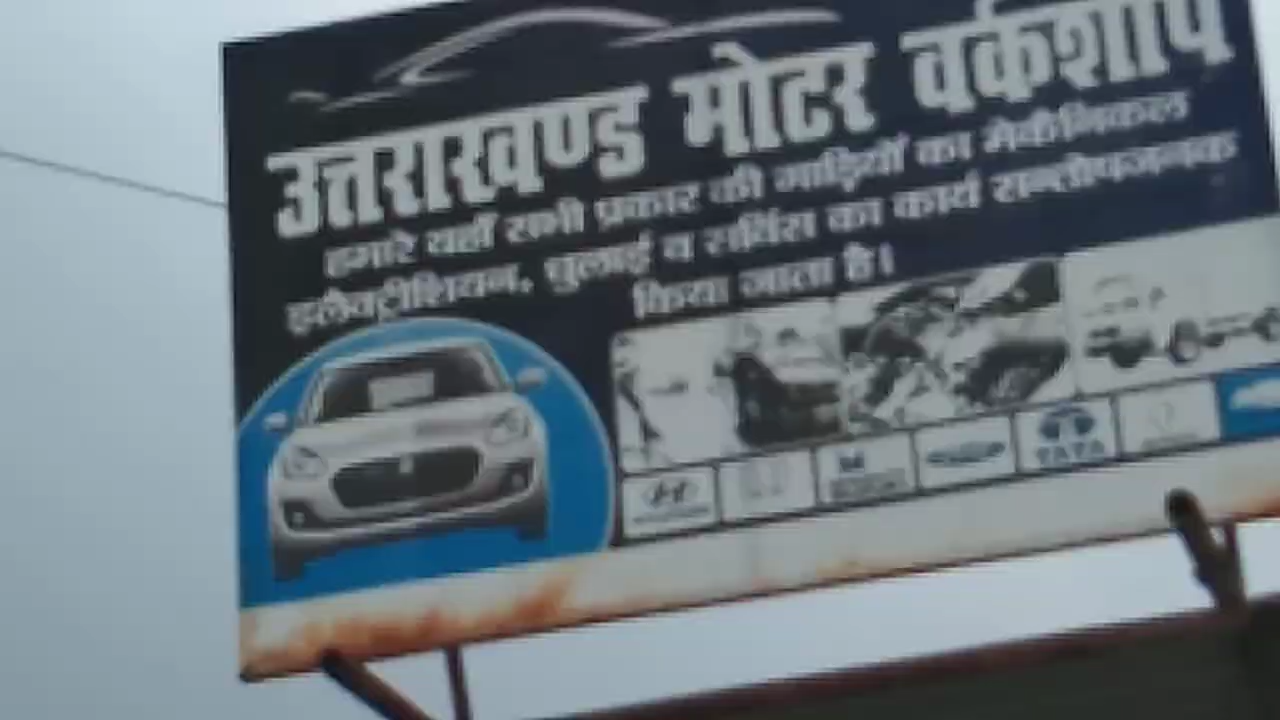 उत्तराखण्ड मोटर वर्कशाप
हमारे यहाँ सभी प्रकार की गाड़ियों का मेकेनिकल
इलैक्ट्रीशियन, धुलाई व सर्विस का कार्य सन्तोषजनक
किया जाता है।
TATA